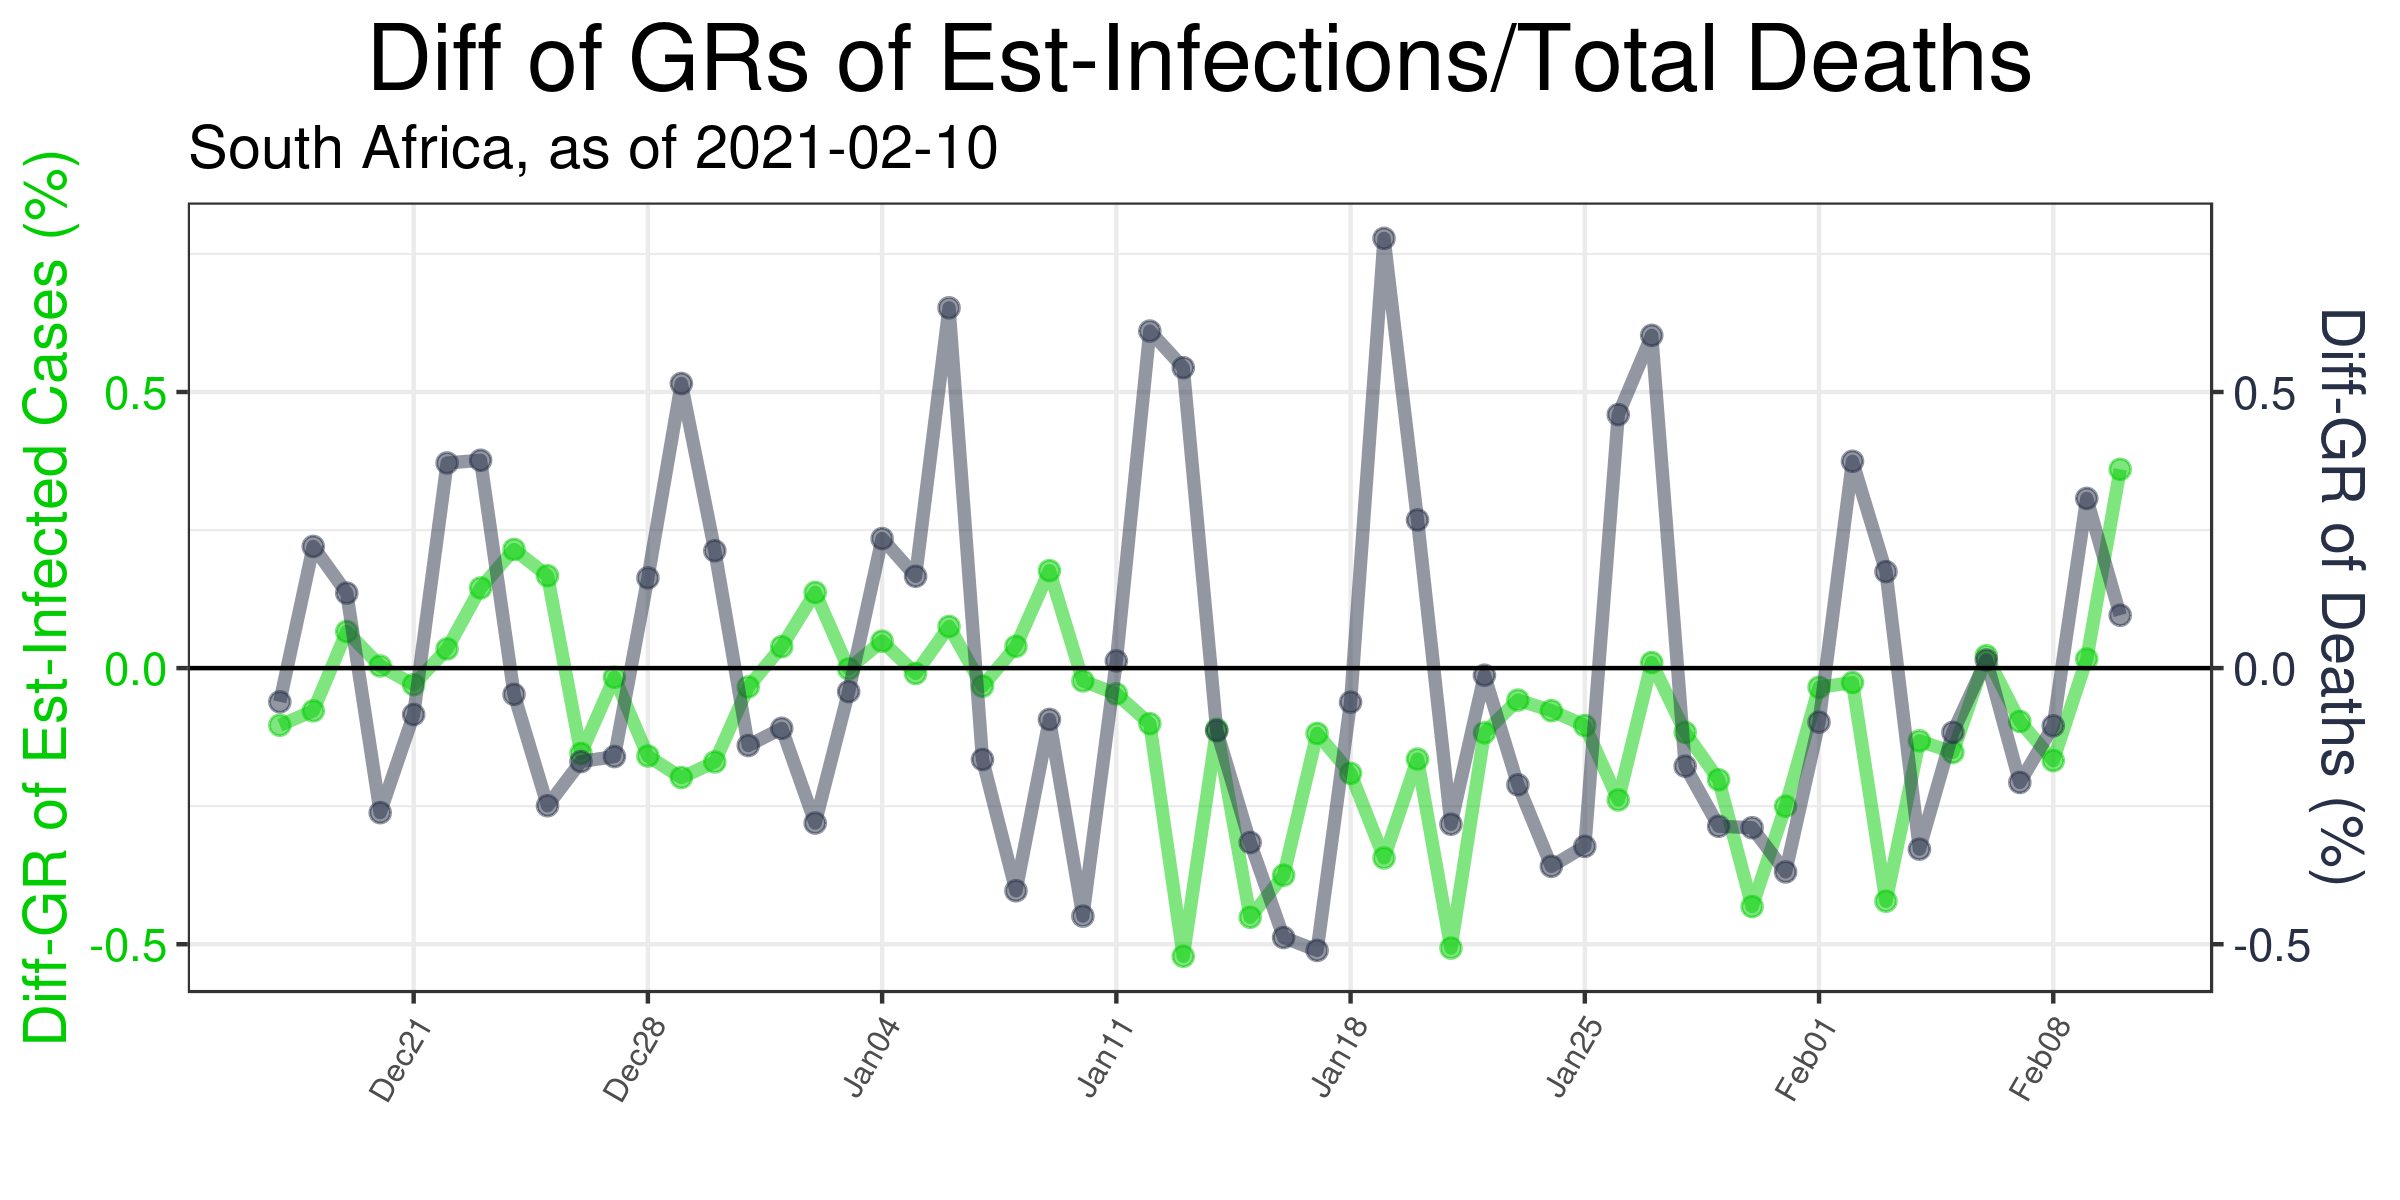 Diff of GRs of Est-Infections/Total Deaths
South Africa, as of 2021-02-10
Diff-GR of Est-Infected Cases (%)
0.5
0.0
-0.5
0.5
0.0
-0.5
Diff-GR of Deaths (%)
Dec21
Dec28
Jan04
Jan11
Jan18
Jan25
Feb01
Feb08